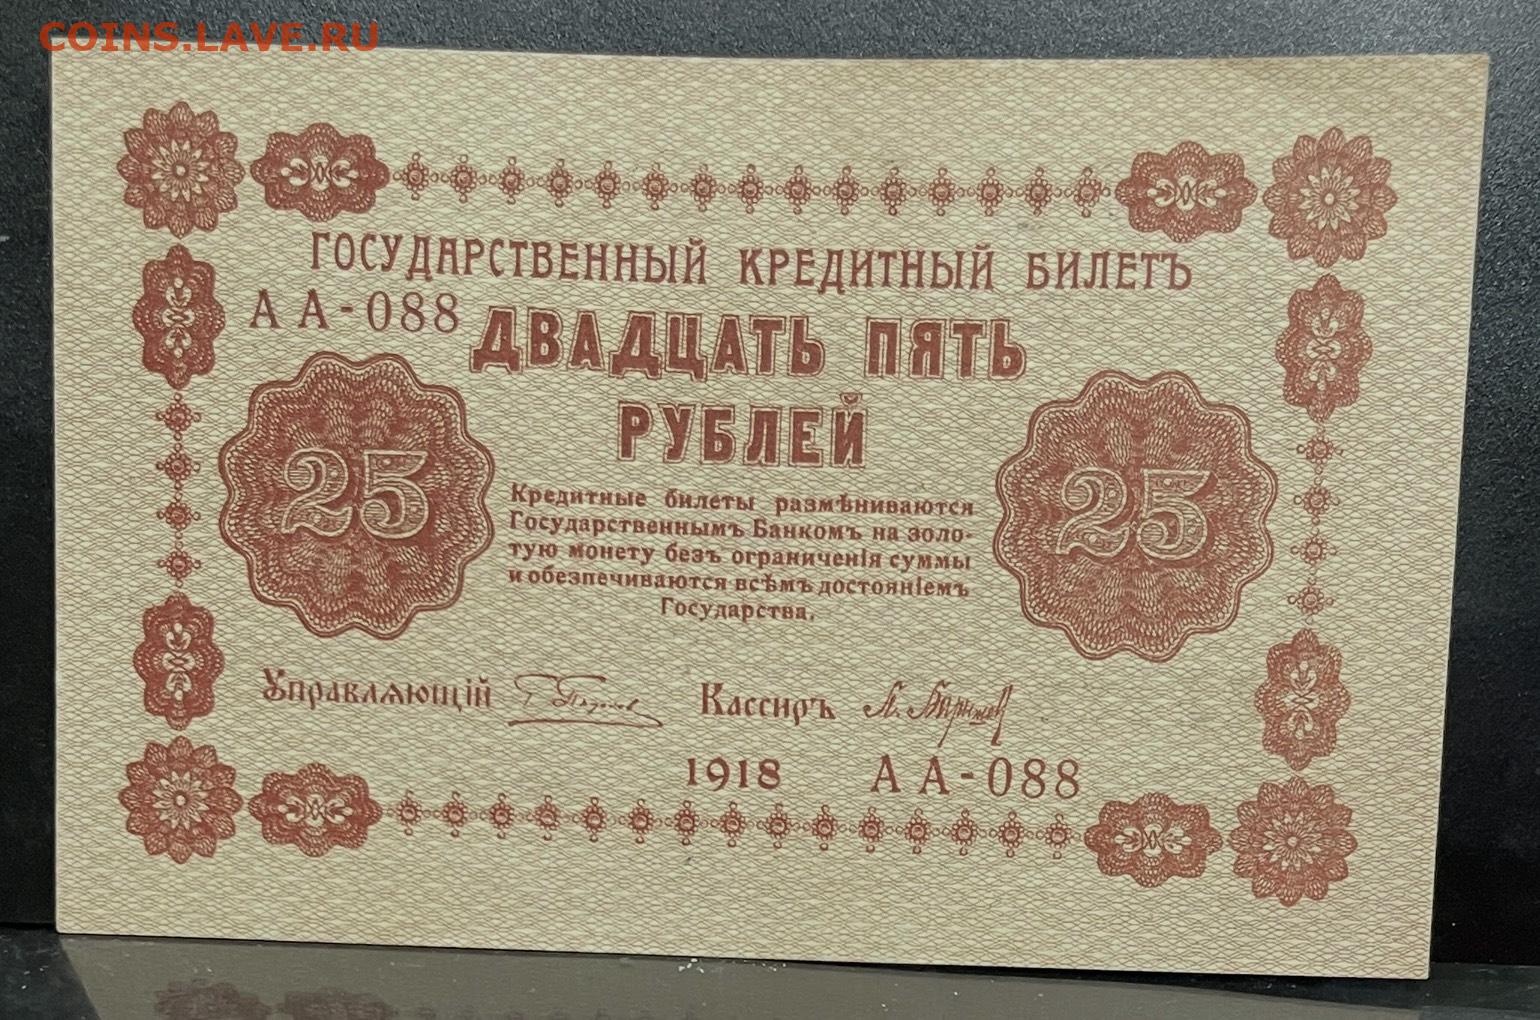 COINS.LAVE.RU
ГОСУДАРСТВЕННЫЙ КРЕДИТНЫЙ БИЛЕТЪ
АА-088
ДВАДЦАТЬ ПЯТЬ
РУБЛЕЙ
25
25
Кредитные билеты размѣниваются
Государственнымъ Банкомъ на золо-
тую монету безъ ограниченія суммы
и обезпечиваются всѣмъ достояніемъ
Государства.
Управляющій
Кассиръ
1918 АА-088